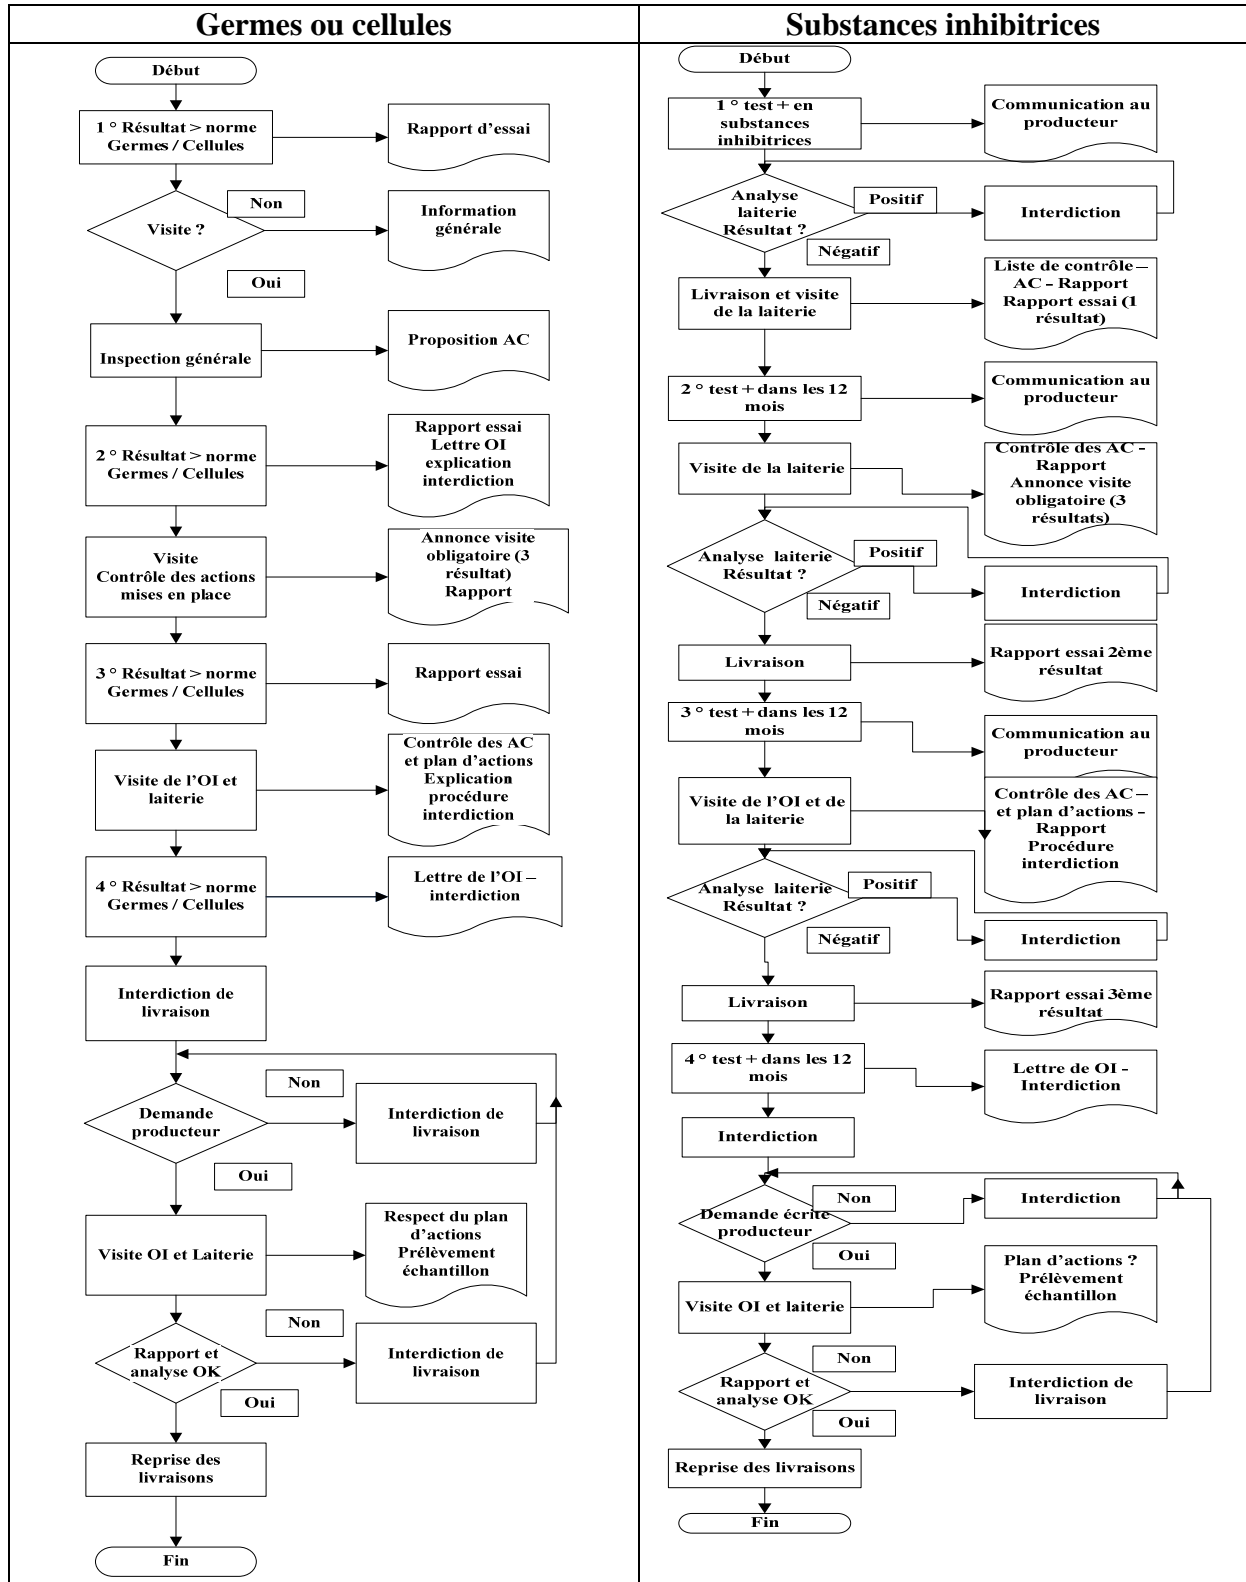 Germes ou cellules
Début
1 ° Résultat > norme
Germes / Cellules
Rapport d'essai
Non
Visite ?
Information
générale
Oui
Inspection générale
Proposition AC
2 ° Résultat > norme
Germes / Cellules
Rapport essai
Lettre OI
explication
interdiction
Visite
Contrôle des actions
mises en place
Annonce visite
obligatoire (3
résultat)
Rapport
3 ° Résultat > norme
Germes / Cellules
Rapport essai
Visite de l'OI et
laiterie
Contrôle des AC
et plan d'actions
Explication
procédure
interdiction
4 ° Résultat > norme
Germes / Cellules
Lettre de l'OI –
interdiction
Interdiction de
livraison
Non
Demande
producteur
Interdiction de
livraison
Oui
Visite OI et Laiterie
Respect du plan
d'actions
Prélèvement
échantillon
Non
Rapport et
analyse OK
Interdiction de
livraison
Oui
Reprise des
livraisons
Fin
Substances inhibitrices
Début
1 ° test + en
substances
inhibitrices
Communication au
producteur
Analyse
laiterie
Résultat ?
Positif
Interdiction
Négatif
Livraison et visite
de la laiterie
Liste de contrôle –
AC - Rapport
Rapport essai (1
résultat)
2 ° test + dans les 12
mois
Communication au
producteur
Visite de la laiterie
Contrôle des AC -
Rapport
Annonce visite
obligatoire (3
résultats)
Analyse laiterie
Résultat ?
Positif
Interdiction
Négatif
Livraison
Rapport essai 2ème
résultat
3 ° test + dans les 12
mois
Communication au
producteur
Visite de l'OI et de
la laiterie
Contrôle des AC –
et plan d'actions -
Rapport
Procédure
interdiction
Analyse laiterie
Résultat ?
Positif
Interdiction
Négatif
Livraison
Rapport essai 3ème
résultat
4 ° test + dans les 12
mois
Lettre de OI -
Interdiction
Interdiction
Non
Demande écrite
producteur
Interdiction
Oui
Visite OI et laiterie
Plan d'actions ?
Prélèvement
échantillon
Non
Rapport et
analyse OK
Interdiction de
livraison
Oui
Reprise des livraisons
Fin